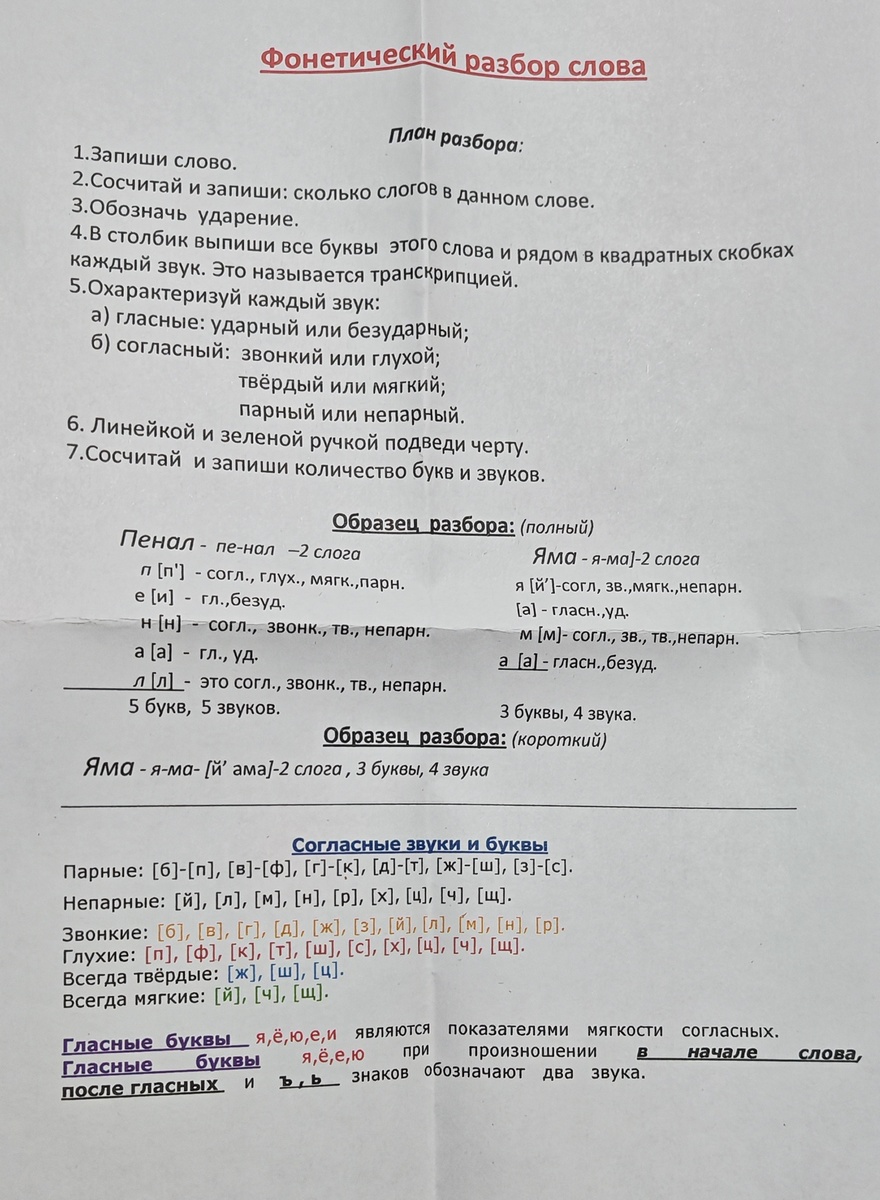 Фонетический разбор слова
План разбора:
1.Запиши слово.
2.Сосчитай и запиши: сколько слогов в данном слове.
3.Обозначь ударение.
4.В столбик выпиши все буквы этого слова и рядом в квадратных скобках
каждый звук. Это называется транскрипцией.
5.Охарактеризуй каждый звук:
а) гласные: ударный или безударный;
б) согласный: звонкий или глухой;
твёрдый или мягкий;
парный или непарный.
6. Линейкой и зеленой ручкой подведи черту.
7.Сосчитай и запиши количество букв и звуков.
Образец разбора: (полный)
Пенал - пе-нал –2 слога
п [п'] - согл., глух., мягк.,парн.
е [и] - гл.,безуд.
н [н] - согл., звонк., тв., непарн.
а [а] - гл., уд.
л [л] - это согл., звонк., тв., непарн.
5 букв, 5 звуков.
Яма - я-ма]-2 слога
я [й’]-согл, зв.,мягк.,непарн.
[а] - гласн.,уд.
м [м]- согл., зв., тв.,непарн.
а [а] - гласн.,безуд.
3 буквы, 4 звука.
Образец разбора: (короткий)
Яма - я-ма- [й’ ама]-2 слога , 3 буквы, 4 звука
Согласные звуки и буквы
Парные: [б]-[п], [в]-[ф], [г]-[к], [д]-[т], [ж]-[ш], [з]-[с].
Непарные: [й], [л], [м], [н], [р], [х], [ц], [ч], [щ].
Звонкие: [б], [в], [г], [д], [ж], [з], [й], [л], [м], [н], [р].
Глухие: [п], [ф], [к], [т], [ш], [с], [х], [ц], [ч], [щ].
Всегда твёрдые: [ж], [ш], [ц].
Всегда мягкие: [й], [ч], [щ].
Гласные буквы я,ё,ю,е,и являются показателями мягкости согласных.
Гласные буквы я,ё,е,ю при произношении в начале слова,
после гласных и ъ , ь знаков обозначают два звука.